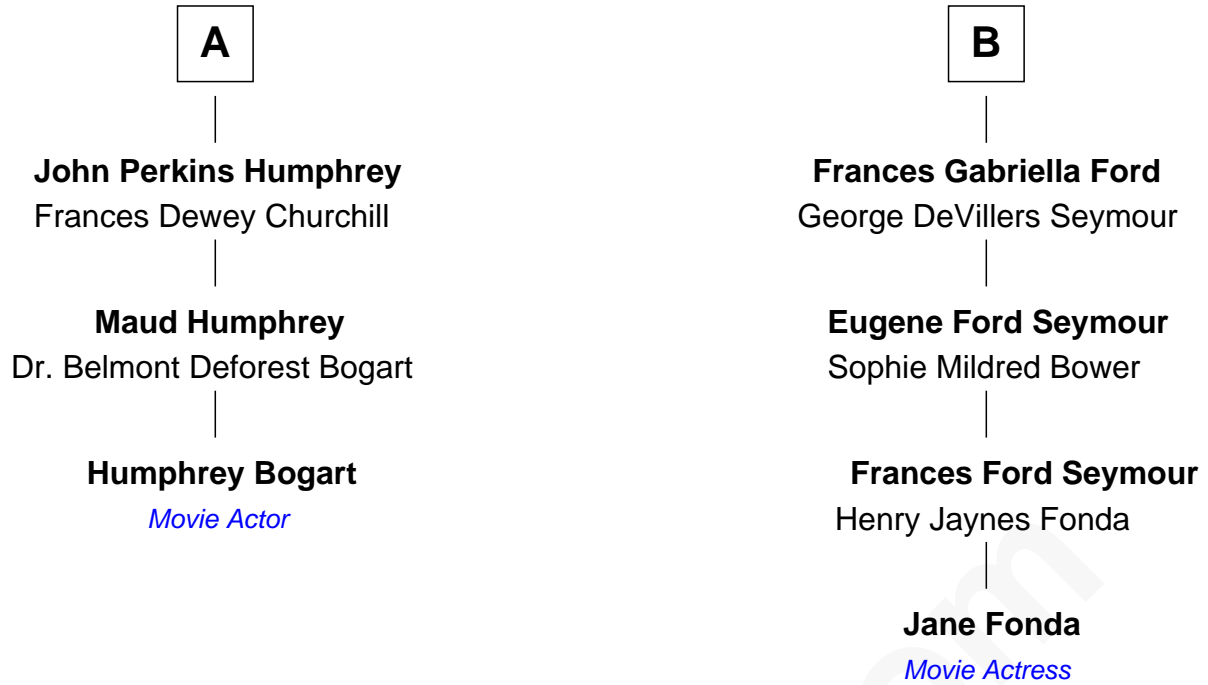 A
John Perkins Humphrey
Frances Dewey Churchill
Maud Humphrey
Dr. Belmont Deforest Bogart
Humphrey Bogart
Movie Actor
B
Frances Gabriella Ford
George DeVillers Seymour
Eugene Ford Seymour
Sophie Mildred Bower
Frances Ford Seymour
Henry Jaynes Fonda
Jane Fonda
Movie Actress